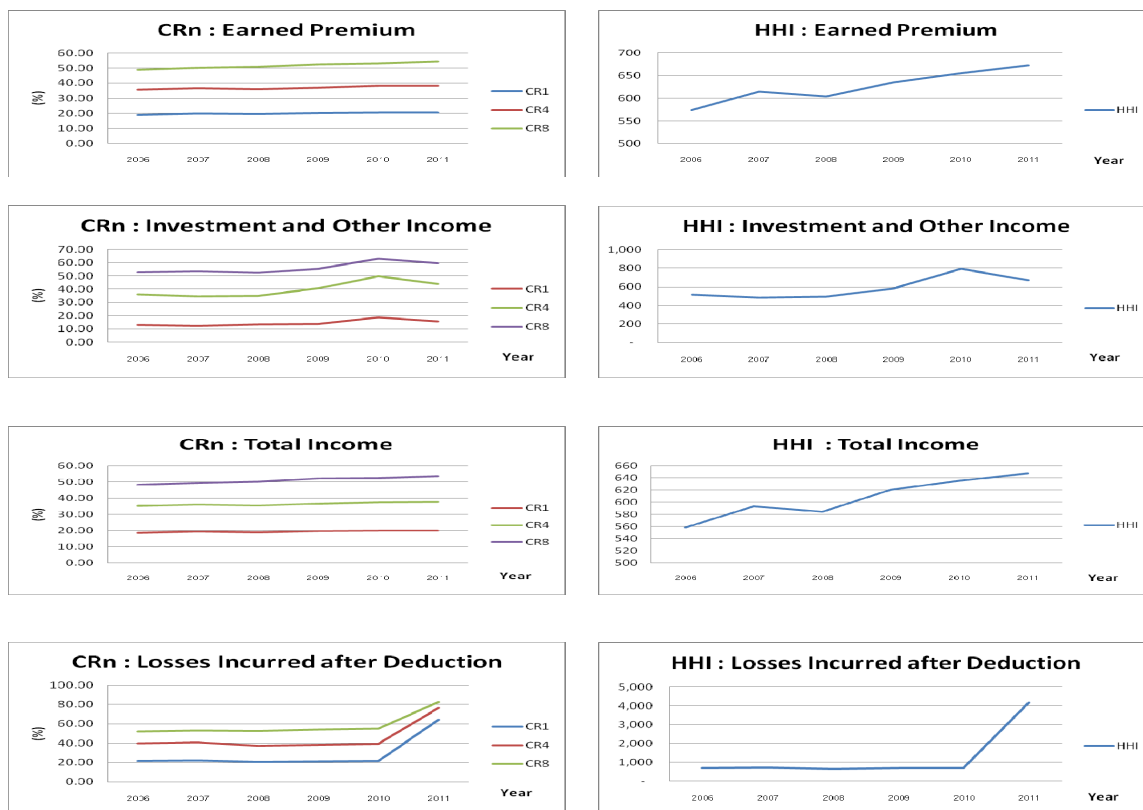 CRn : Earned Premium
60.00
50.00
40.00
30.00
20.00
10.00
0.00
(%)
2006 2007 2008 2009 2010 2011
CR1
CR4
CR8
HHI : Earned Premium
700
650
600
550
500
2006 2007 2008 2009 2010 2011
Year
HHI
CRn : Investment and Other Income
70.00
60.00
50.00
40.00
30.00
20.00
10.00
0.00
(%)
2006 2007 2008 2009 2010 2011
Year
CR1
CR4
CR8
HHI : Investment and Other Income
1,000
800
600
400
200
-
2006 2007 2008 2009 2010 2011
Year
HHI
CRn : Total Income
60.00
50.00
40.00
30.00
20.00
10.00
0.00
(%)
2006 2007 2008 2009 2010 2011
Year
CR1
CR4
CR8
HHI : Total Income
660
640
620
600
580
560
540
520
500
2006 2007 2008 2009 2010 2011
Year
HHI
CRn : Losses Incurred after Deduction
100.00
80.00
60.00
40.00
20.00
0.00
(%)
2006 2007 2008 2009 2010 2011
Year
CR1
CR4
CR8
HHI : Losses Incurred after Deduction
5,000
4,000
3,000
2,000
1,000
-
2006 2007 2008 2009 2010 2011
Year
HHI